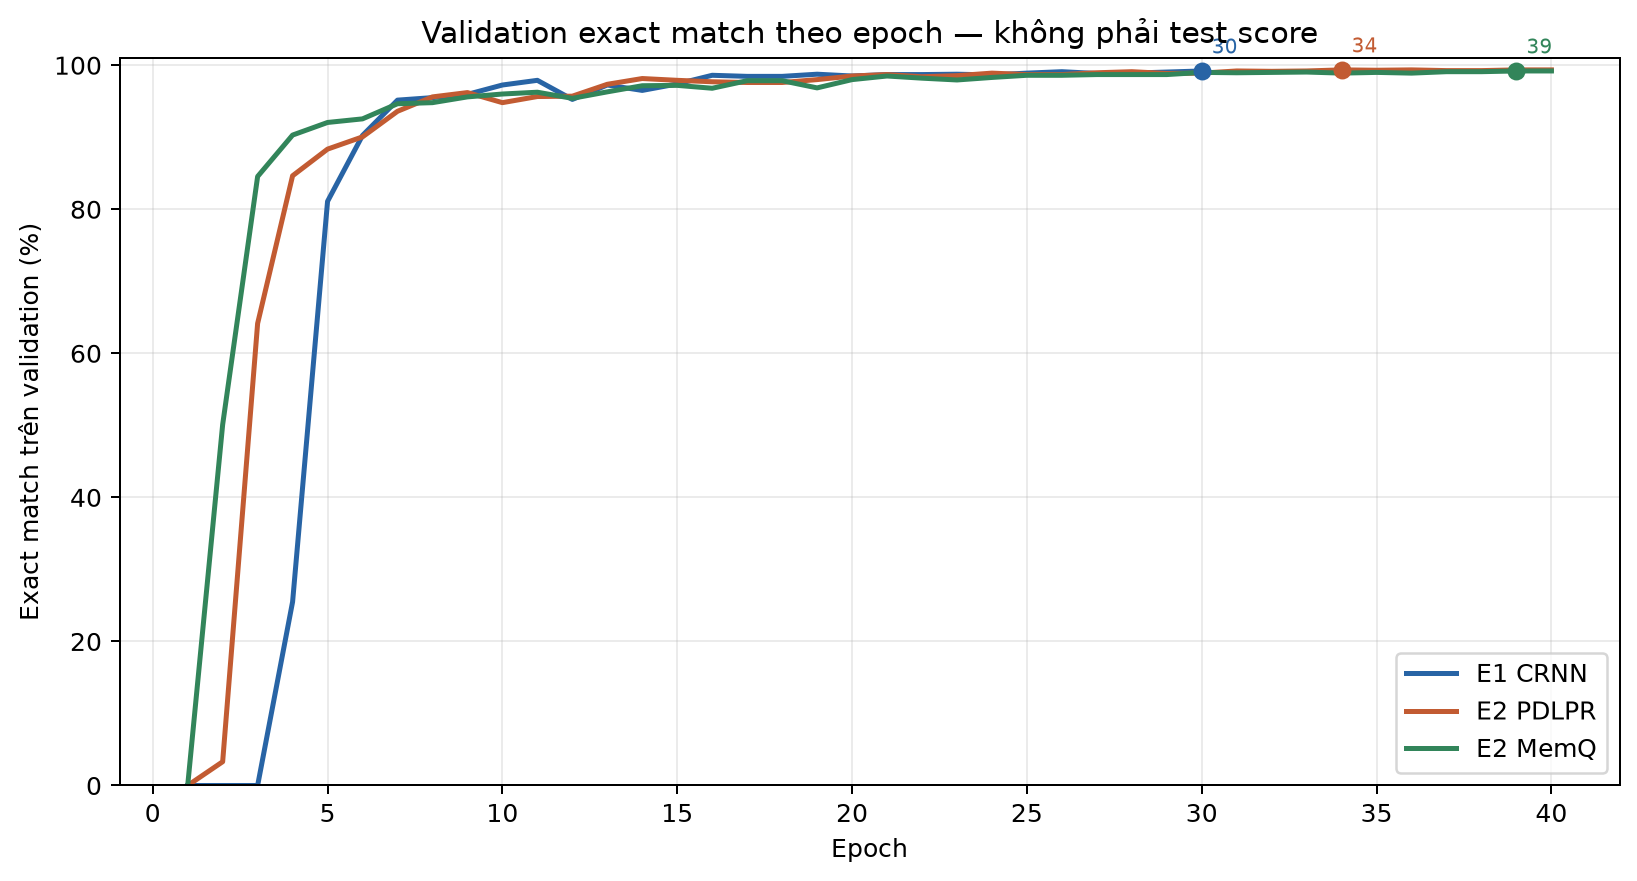 Validation exact match theo epoch — không phải test score
30
34
39
Exact match trên validation (%)
100
80
60
40
20
0
0 5 10 15 20 25 30 35 40
Epoch
E1 CRNN
E2 PDLPR
E2 MemQ